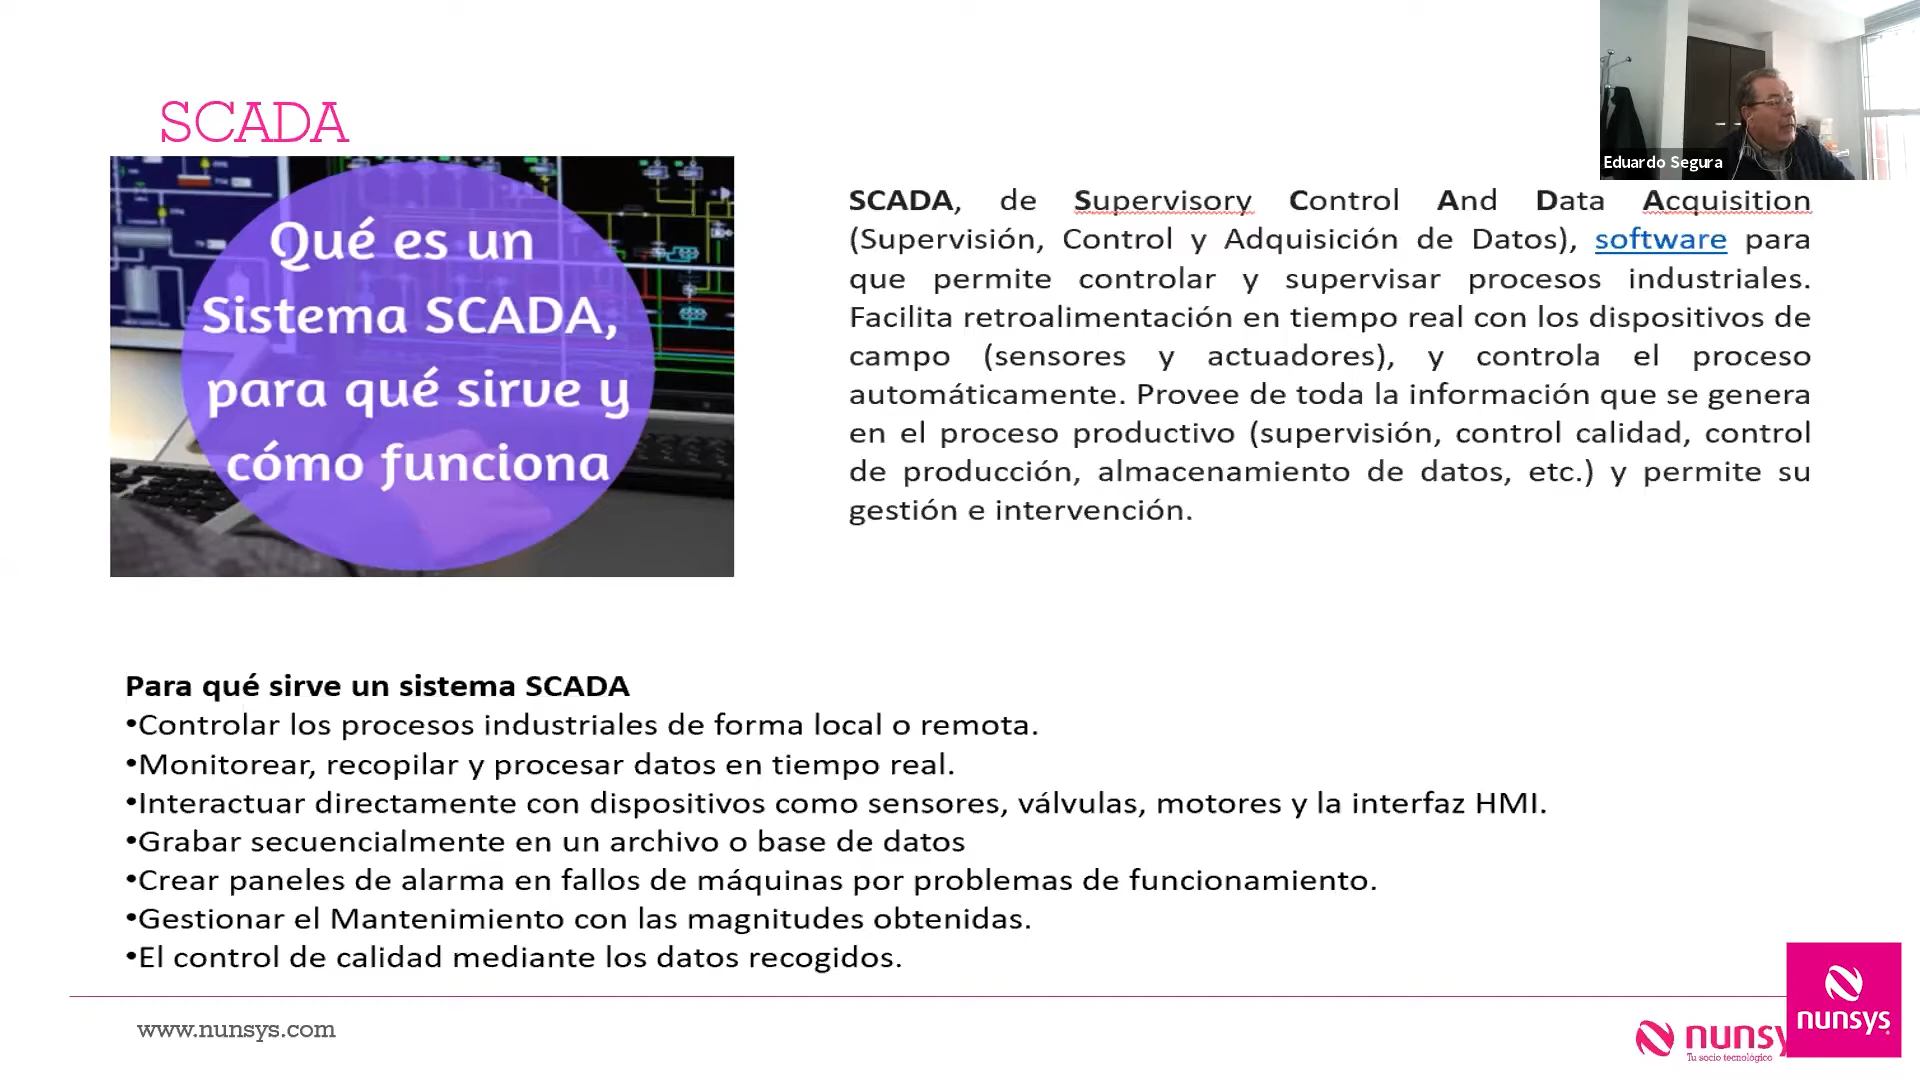 SCADA
Eduardo Segura
Qué es un
Sistema SCADA,
para qué sirve y
cómo funciona
SCADA, de Supervisory Control And Data Acquisition
(Supervisión, Control y Adquisición de Datos), software para
que permite controlar y supervisar procesos industriales.
Facilita retroalimentación en tiempo real con los dispositivos de
campo (sensores y actuadores), y controla el proceso
automáticamente. Provee de toda la información que se genera
en el proceso productivo (supervisión, control calidad, control
de producción, almacenamiento de datos, etc.) y permite su
gestión e intervención.
Para qué sirve un sistema SCADA
•Controlar los procesos industriales de forma local o remota.
•Monitorear, recopilar y procesar datos en tiempo real.
•Interactuar directamente con dispositivos como sensores, válvulas, motores y la interfaz HMI.
•Grabar secuencialmente en un archivo o base de datos
•Crear paneles de alarma en fallos de máquinas por problemas de funcionamiento.
•Gestionar el Mantenimiento con las magnitudes obtenidas.
•El control de calidad mediante los datos recogidos.
www.nunsys.com
nunsy
Tu socio tecnológico
nunsys